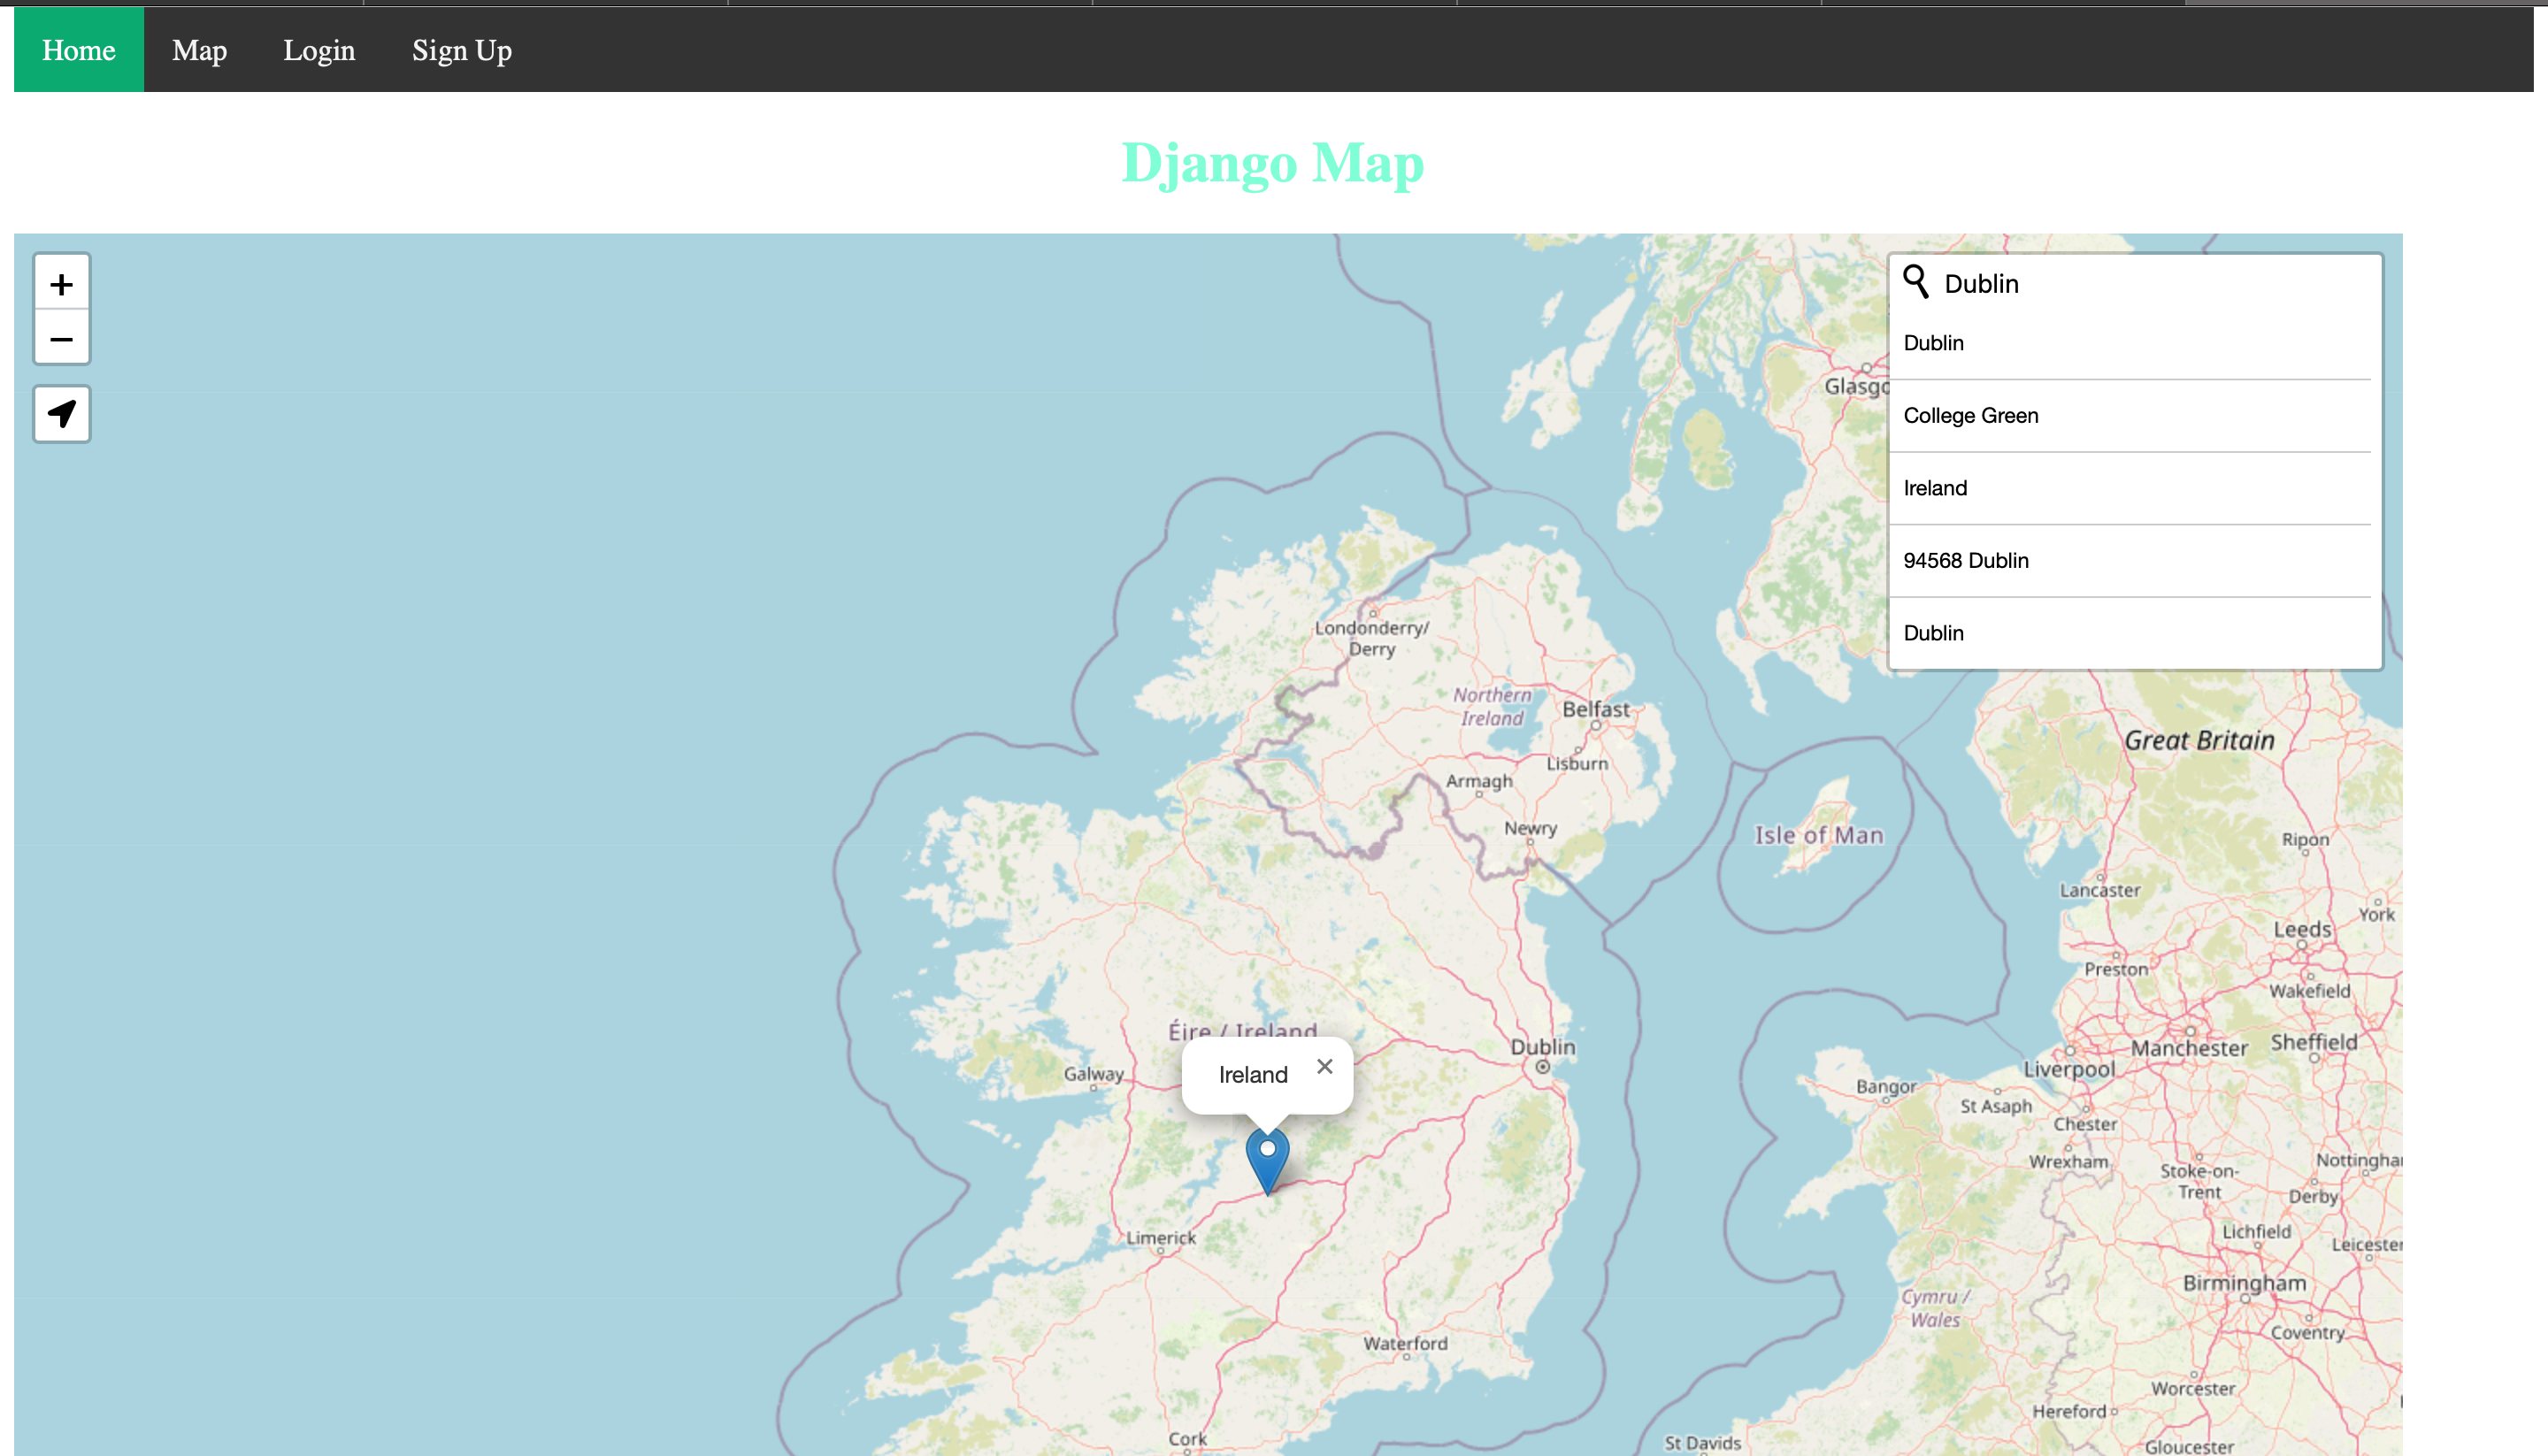 Home Map Login Sign Up
Django Map
+
−
Dublin
Dublin
College Green
Ireland
94568 Dublin
Dublin
Glasgo
Londonderry/
Derry
Northern
Ireland
Belfast
Lisburn
Armagh
Newry
Great Britain
Isle of Man
Ripon
Lancaster
York
Leeds
Preston
Wakefield
Éire / Ireland
Ireland ×
Dublin
Galway
Manchester
Sheffield
Liverpool
Bangor
St Asaph
Chester
Wrexham
Stoke-on-
Trent
Nottingha
Derby
Limerick
Lichfield
Leicester
Birmingham
Cymru /
Wales
Coventry
Waterford
Worcester
Hereford
Cork
St Davids
Gloucester